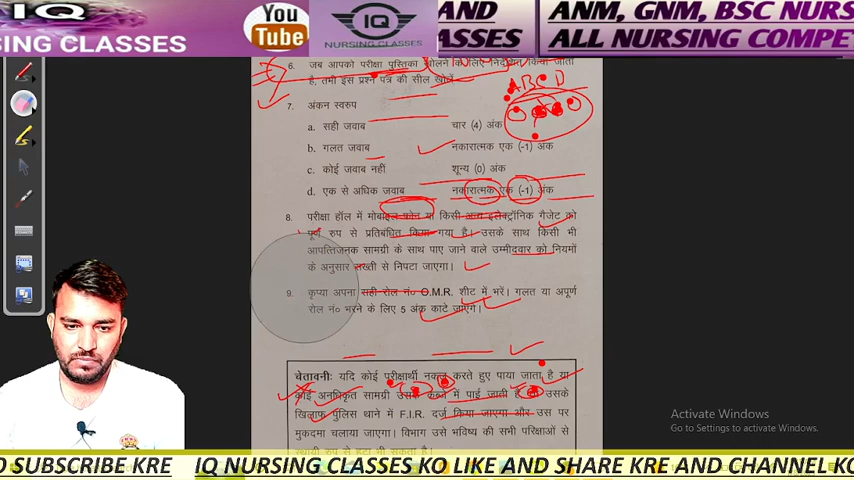 IQ
SING CLASSES
You
Tube
IQ
NURSING CLASSES
AND
ASSES
ANM, GNM, BSC NURS
ALL NURSING COMPE
6. जब आपको परीक्षा पुस्तिका खोलने के लिए निर्देशित किया जाता
है, तभी इस प्रश्न पत्र की सील खोलें
A B C D
7. अंकन स्वरुप
a. सही जवाब चार (4) अंक
b. गलत जवाब नकारात्मक एक (-1) अंक
c. कोई जवाब नहीं शून्य (0) अंक
d. एक से अधिक जवाब नकारात्मक एक (-1) अंक
8. परीक्षा हॉल में मोबाइल फोन या किसी अन्य इलेक्ट्रॉनिक गैजेट को
पूर्ण रुप से प्रतिबंधित किया गया है। उसके साथ किसी भी
आपत्तिजनक सामग्री के साथ पाए जाने वाले उम्मीदवार को नियमों
के अनुसार सख्ती से निपटा जाएगा।
9. कृप्या अपना सही रोल नं० O.M.R. शीट में भरें। गलत या अपूर्ण
रोल नं० भरने के लिए 5 अंक काटे जाएंगे।
चेतावनी: यदि कोई परीक्षार्थी नकल करते हुए पाया जाता है या
कोई अनधिकृत सामग्री उसके कब्जे में पाई जाती है उसके
खिलाफ पुलिस थाने में F.I.R. दर्ज किया जाएगा और उस पर
मुकदमा चलाया जाएगा। विभाग उसे भविष्य की सभी परिक्षाओं से
स्थायी रुप से हटा भी सकता है।
Activate Windows
Go to Settings to activate Windows.
O SUBSCRIBE KRE IQ NURSING CLASSES KO LIKE AND SHARE KRE AND CHANNEL KO